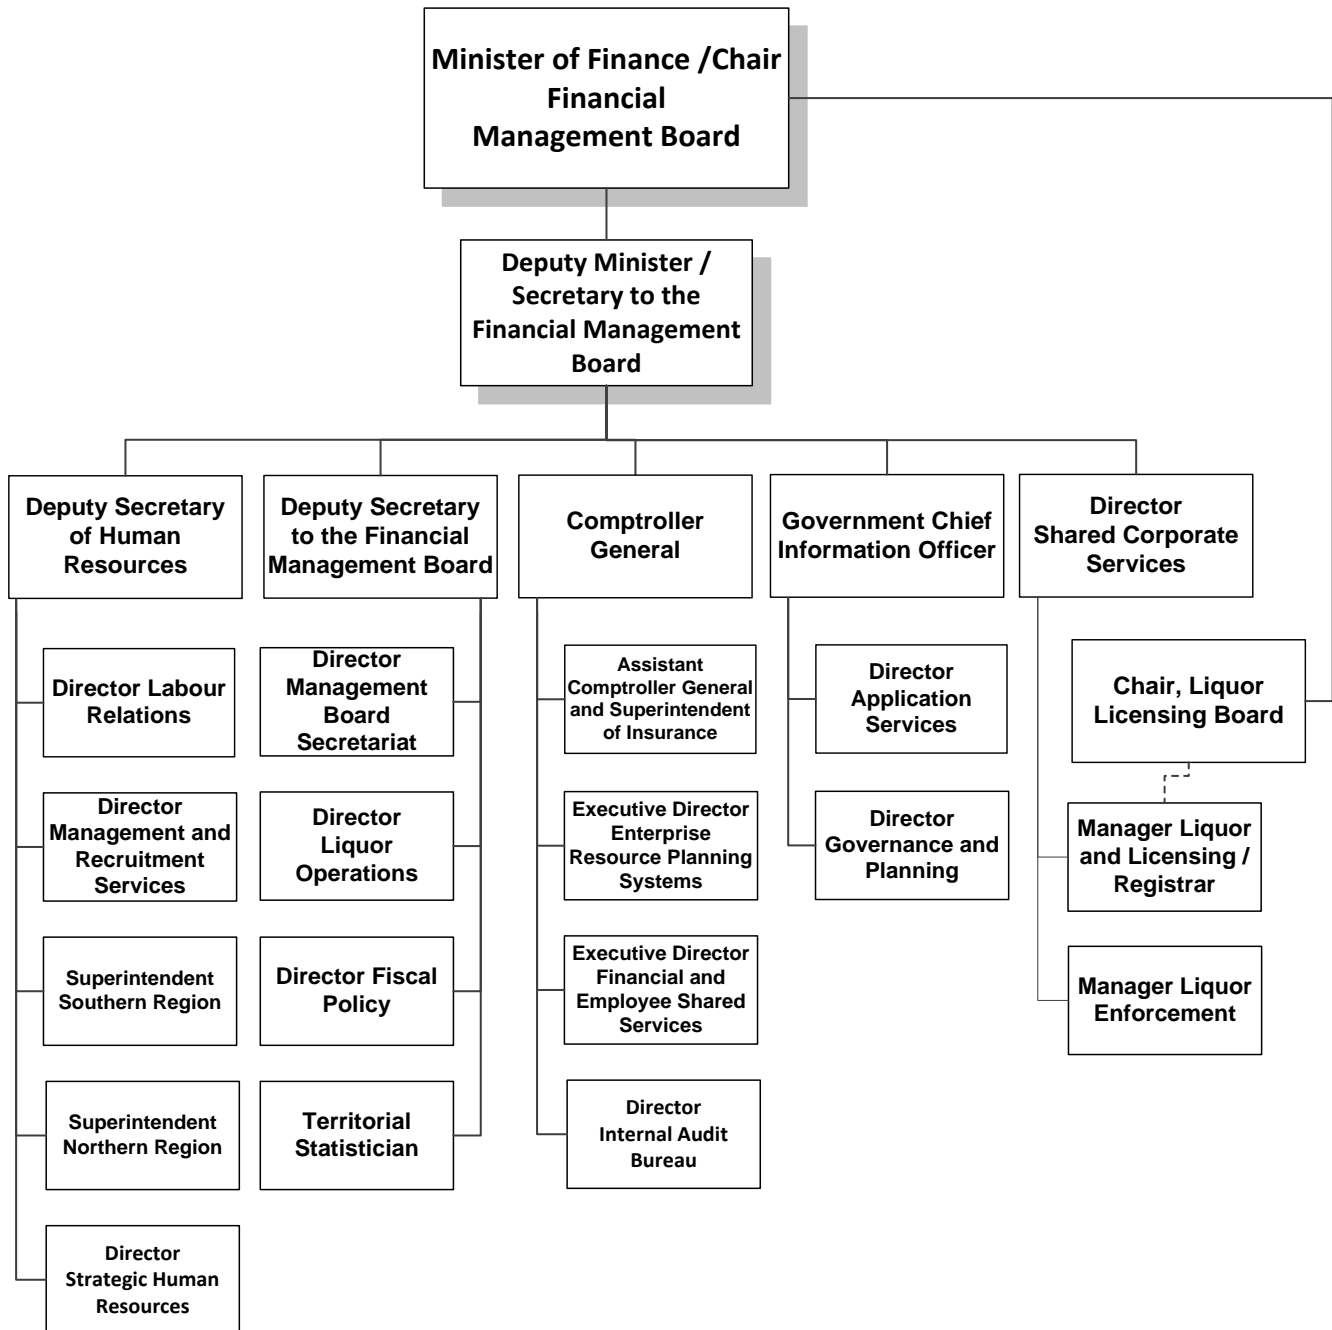 Minister of Finance /Chair
Financial
Management Board
Deputy Minister /
Secretary to the
Financial Management
Board
Deputy Secretary
of Human
Resources
Deputy Secretary
to the Financial
Management Board
Comptroller
General
Government Chief
Information Officer
Director
Shared Corporate
Services
Director Labour
Relations
Director
Management and
Recruitment
Services
Superintendent
Southern Region
Superintendent
Northern Region
Director
Strategic Human
Resources
Director
Management
Board
Secretariat
Director
Liquor
Operations
Director Fiscal
Policy
Territorial
Statistician
Assistant
Comptroller General
and Superintendent
of Insurance
Executive Director
Enterprise
Resource Planning
Systems
Executive Director
Financial and
Employee Shared
Services
Director
Internal Audit
Bureau
Director
Application
Services
Director
Governance and
Planning
Chair, Liquor
Licensing Board
Manager Liquor
and Licensing /
Registrar
Manager Liquor
Enforcement